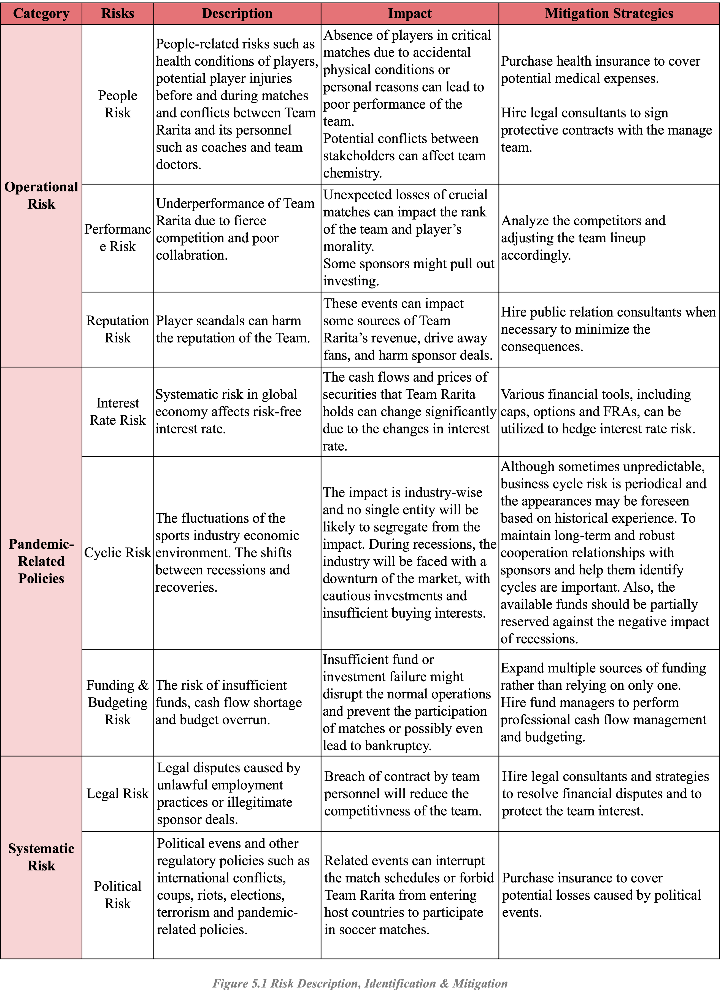 Category
Risks
Description
Impact
Mitigation Strategies
Operational
Risk
People
Risk
People-related risks such as
health conditions of players,
potential player injuries
before and during matches
and conflicts between Team
Rarita and its personnel
such as coaches and team
doctors.
Absence of players in critical
matches due to accidental
physical conditions or
personal reasons can lead to
poor performance of the
team.
Potential conflicts between
stakeholders can affect team
chemistry.
Purchase health insurance to cover
potential medical expenses.
Hire legal consultants to sign
protective contracts with the manage
team.
Performanc
e Risk
Underperformance of Team
Rarita due to fierce
competition and poor
collabration.
Unexpected losses of crucial
matches can impact the rank
of the team and player’s
morality.
Some sponsors might pull out
investing.
Analyze the competitors and
adjusting the team lineup
accordingly.
Reputation
Risk
Player scandals can harm
the reputation of the Team.
These events can impact
some sources of Team
Rarita’s revenue, drive away
fans, and harm sponsor deals.
Hire public relation consultants when
necessary to minimize the
consequences.
Pandemic-
Related
Policies
Interest
Rate Risk
Systematic risk in global
economy affects risk-free
interest rate.
The cash flows and prices of
securities that Team Rarita
holds can change significantly
due to the changes in interest
rate.
Various financial tools, including
caps, options and FRAs, can be
utilized to hedge interest rate risk.
Cyclic Risk
The fluctuations of the
sports industry economic
environment. The shifts
between recessions and
recoveries.
The impact is industry-wise
and no single entity will be
likely to segregate from the
impact. During recessions, the
industry will be faced with a
downturn of the market, with
cautious investments and
insufficient buying interests.
Although sometimes unpredictable,
business cycle risk is periodical and
the appearances may be foreseen
based on historical experience. To
maintain long-term and robust
cooperation relationships with
sponsors and help them identify
cycles are important. Also, the
available funds should be partially
reserved against the negative impact
of recessions.
Funding &
Budgeting
Risk
The risk of insufficient
funds, cash flow shortage
and budget overrun.
Insufficient fund or
investment failure might
disrupt the normal operations
and prevent the participation
of matches or possibly even
lead to bankruptcy.
Expand multiple sources of funding
rather than relying on only one.
Hire fund managers to perform
professional cash flow management
and budgeting.
Systematic
Risk
Legal Risk
Legal disputes caused by
unlawful employment
practices or illegitimate
sponsor deals.
Breach of contract by team
personnel will reduce the
competitivness of the team.
Hire legal consultants and strategies
to resolve financial disputes and to
protect the team interest.
Political
Risk
Political evens and other
regulatory policies such as
international conflicts,
coups, riots, elections,
terrorism and pandemic-
related policies.
Related events can interrupt
the match schedules or forbid
Team Rarita from entering
host countries to participate
in soccer matches.
Purchase insurance to cover
potential losses caused by political
events.
Figure 5.1 Risk Description, Identification & Mitigation